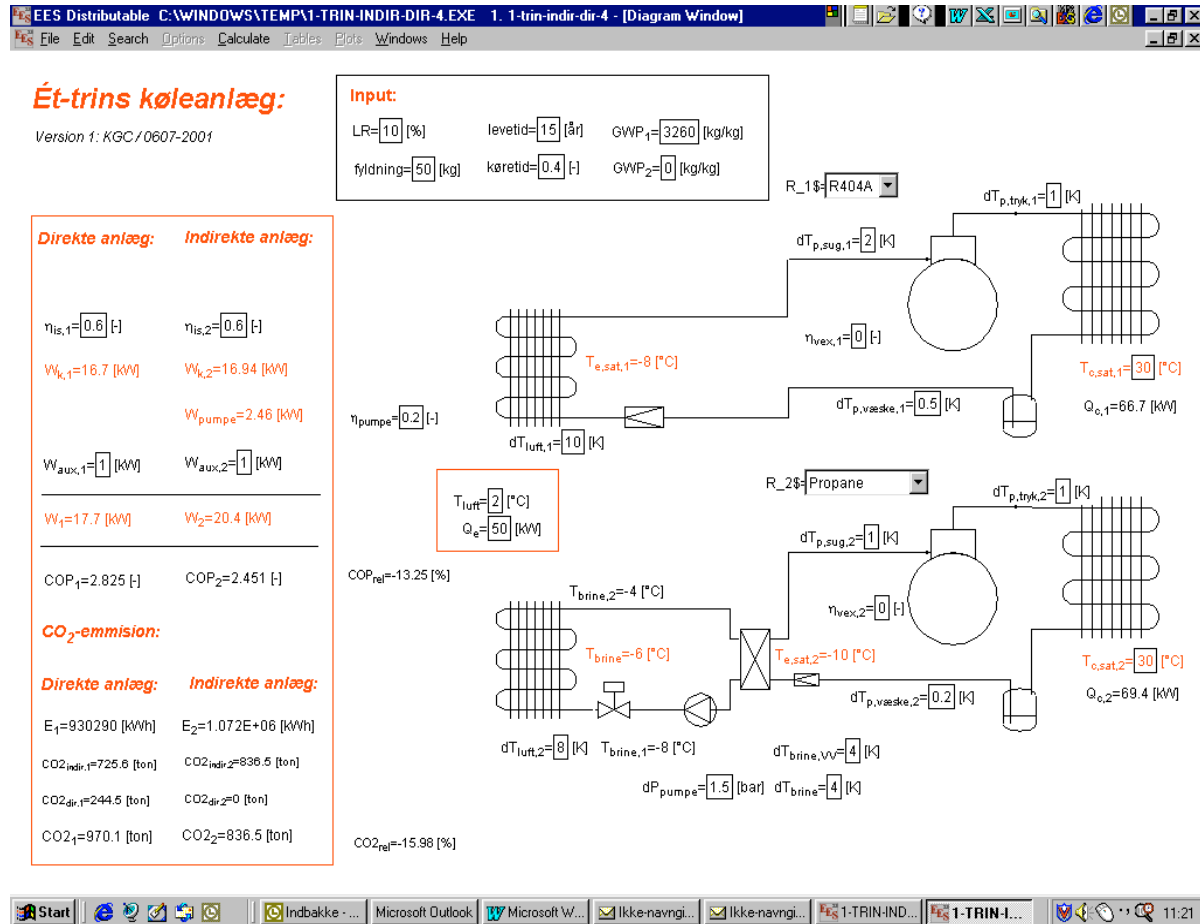 EES Distributable C:\WINDOWS\TEMP\1-TRIN-INDIR-DIR-4.EXE 1. 1-trin-indir-dir-4 - [Diagram Window]
File Edit Search Options Calculate Tables Plots Windows Help
Ét-trins køleanlæg:
Version 1: KGC / 0607-2001
Input:
LR= 10 [%] levetid= 15 [år] GWP1= 3260 [kg/kg]
fyldning= 50 [kg] køretid= 0.4 [-] GWP2= 0 [kg/kg]
R_1$= R404A
dTp,tryk,1= 1 [K]
dTp,sug,1= 2 [K]
ηvex,1= 0 [-]
Te,sat,1=-8 [°C]
Tc,sat,1= 30 [°C]
dTp,væske,1= 0.5 [K]
Qc,1=66.7 [kW]
dTluft,1= 10 [K]
Direkte anlæg: Indirekte anlæg:
ηis,1= 0.6 [-] ηis,2= 0.6 [-]
Wk,1=16.7 [kW] Wk,2=16.94 [kW]
Wpumpe=2.46 [kW]
ηpumpe= 0.2 [-]
Waux,1= 1 [kW] Waux,2= 1 [kW]
W1=17.7 [kW] W2=20.4 [kW]
COP1=2.825 [-] COP2=2.451 [-]
COPrel=-13.25 [%]
CO2-emmision:
Direkte anlæg: Indirekte anlæg:
E1=930290 [kWh] E2=1.072E+06 [kWh]
CO2indir,1=725.6 [ton] CO2indir,2=836.5 [ton]
CO2dir,1=244.5 [ton] CO2dir,2=0 [ton]
CO21=970.1 [ton] CO22=836.5 [ton]
CO2rel=-15.98 [%]
Tluft= 2 [°C]
Qe= 50 [kW]
R_2$= Propane
dTp,tryk,2= 1 [K]
dTp,sug,2= 1 [K]
Tbrine,2=-4 [°C]
ηvex,2= 0 [-]
Tbrine=-6 [°C]
Te,sat,2=-10 [°C]
Tc,sat,2= 30 [°C]
dTp,væske,2= 0.2 [K]
Qc,2=69.4 [kW]
dTluft,2= 8 [K] Tbrine,1=-8 [°C]
dTbrine,VV= 4 [K]
dPpumpe= 1.5 [bar] dTbrine= 4 [K]
Start Indbakke - ... Microsoft Outlook Microsoft W... Ikke-navngi... Ikke-navngi... 1-TRIN-IND... 1-TRIN-I... 11:21